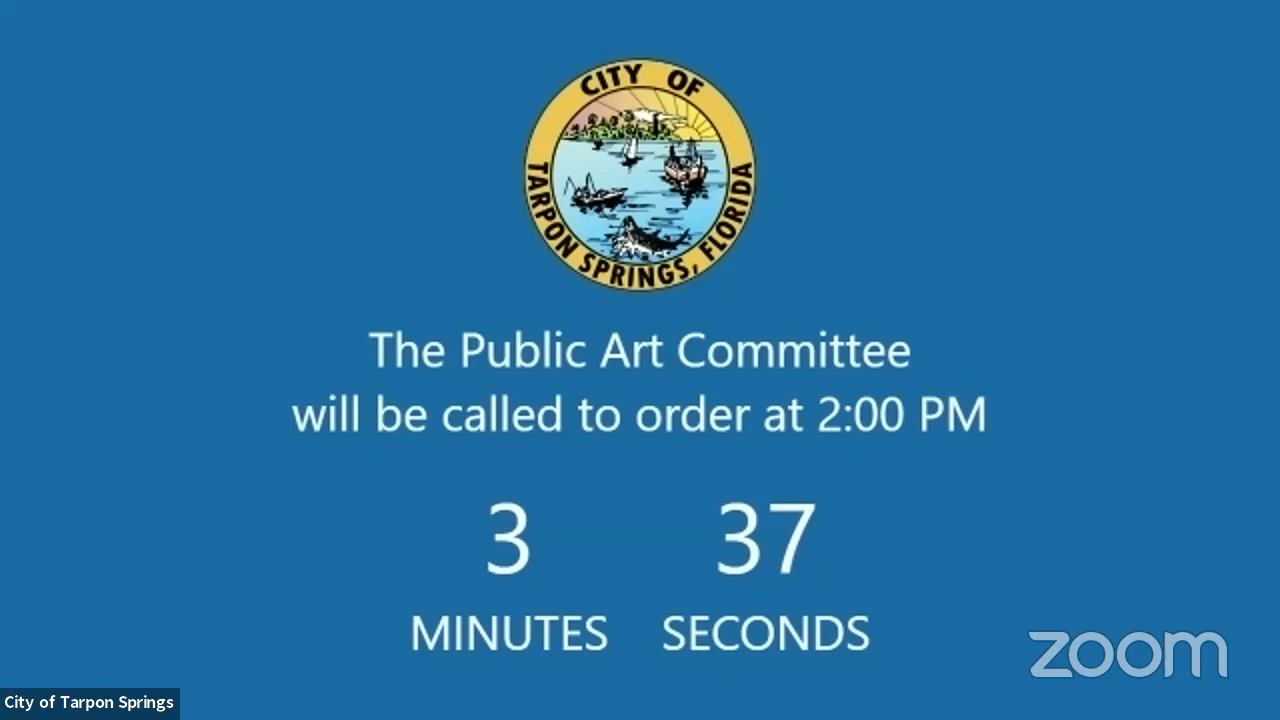 CITY OF
TARPON SPRINGS, FLORIDA
The Public Art Committee
will be called to order at 2:00 PM
3 37
MINUTES SECONDS
zoom
City of Tarpon Springs